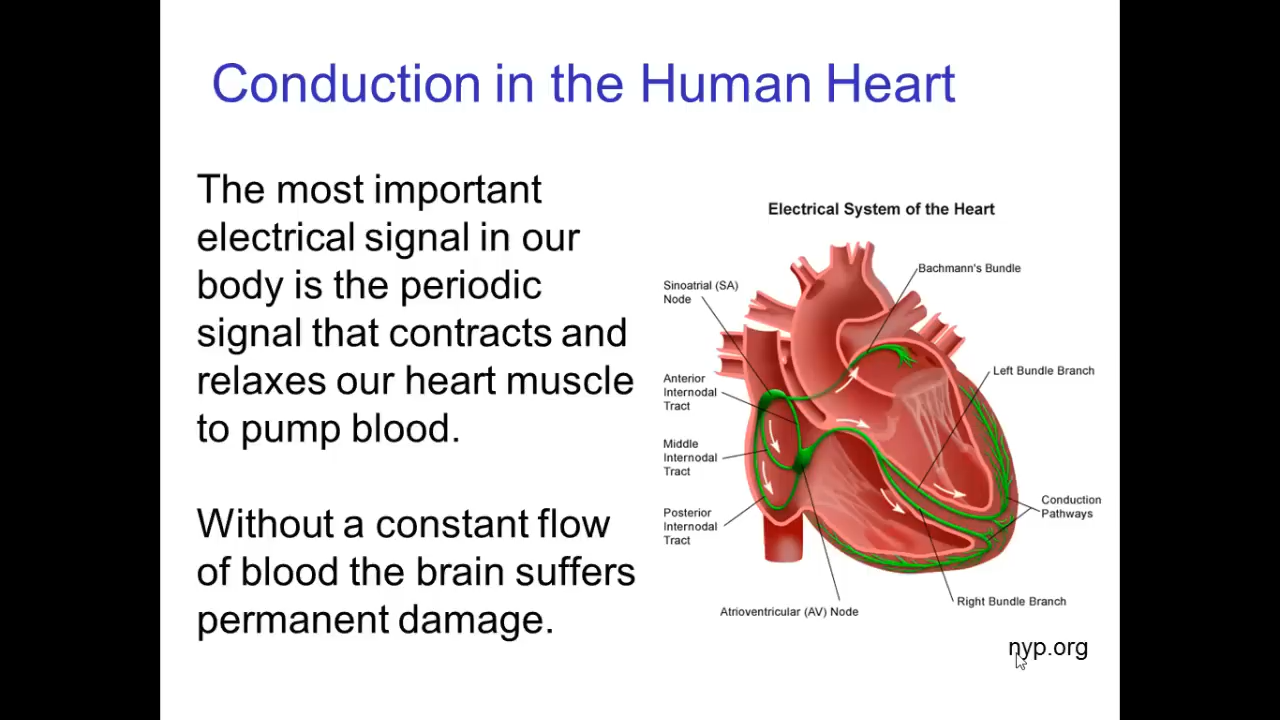 Conduction in the Human Heart
The most important
electrical signal in our
body is the periodic
signal that contracts and
relaxes our heart muscle
to pump blood.
Without a constant flow
of blood the brain suffers
permanent damage.
Electrical System of the Heart
Bachmann's Bundle
Sinoatrial (SA)
Node
Left Bundle Branch
Anterior
Internodal
Tract
Middle
Internodal
Tract
Conduction
Pathways
Posterior
Internodal
Tract
Right Bundle Branch
Atrioventricular (AV) Node
nyp.org